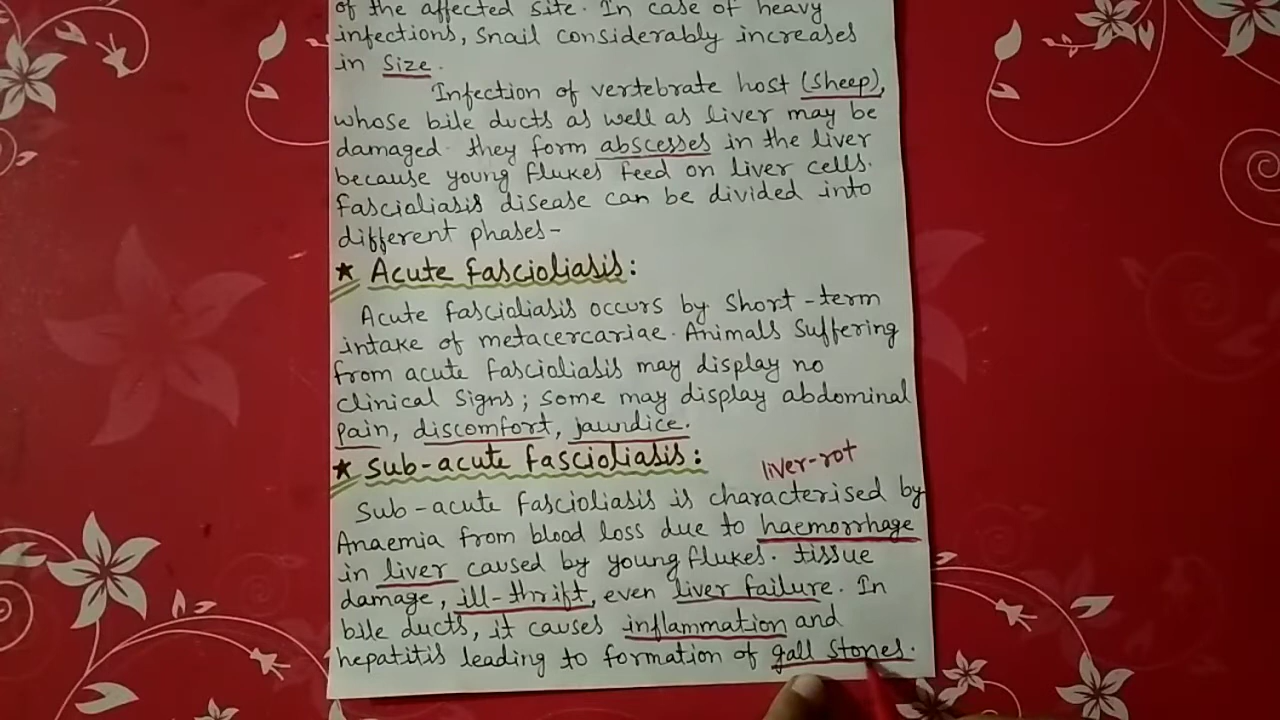 of the affected site. In case of heavy
infections, snail considerably increases
in size.
Infection of vertebrate host (sheep),
whose bile ducts as well as liver may be
damaged. they form abscesses in the liver
because young flukes feed on liver cells.
Fascioliasis disease can be divided into
different phases-
★ Acute fascioliasis:
Acute fascioliasis occurs by short-term
intake of metacercariae. Animals suffering
from acute fascioliasis may display no
clinical signs; some may display abdominal
pain, discomfort, jaundice.
★ Sub-acute fascioliasis:
liver-rot
Sub-acute fascioliasis is characterised by
Anaemia from blood loss due to haemorrhage
in liver caused by young flukes. tissue
damage, ill-thrift, even liver failure. In
bile ducts, it causes inflammation and
hepatitis leading to formation of gall stones.